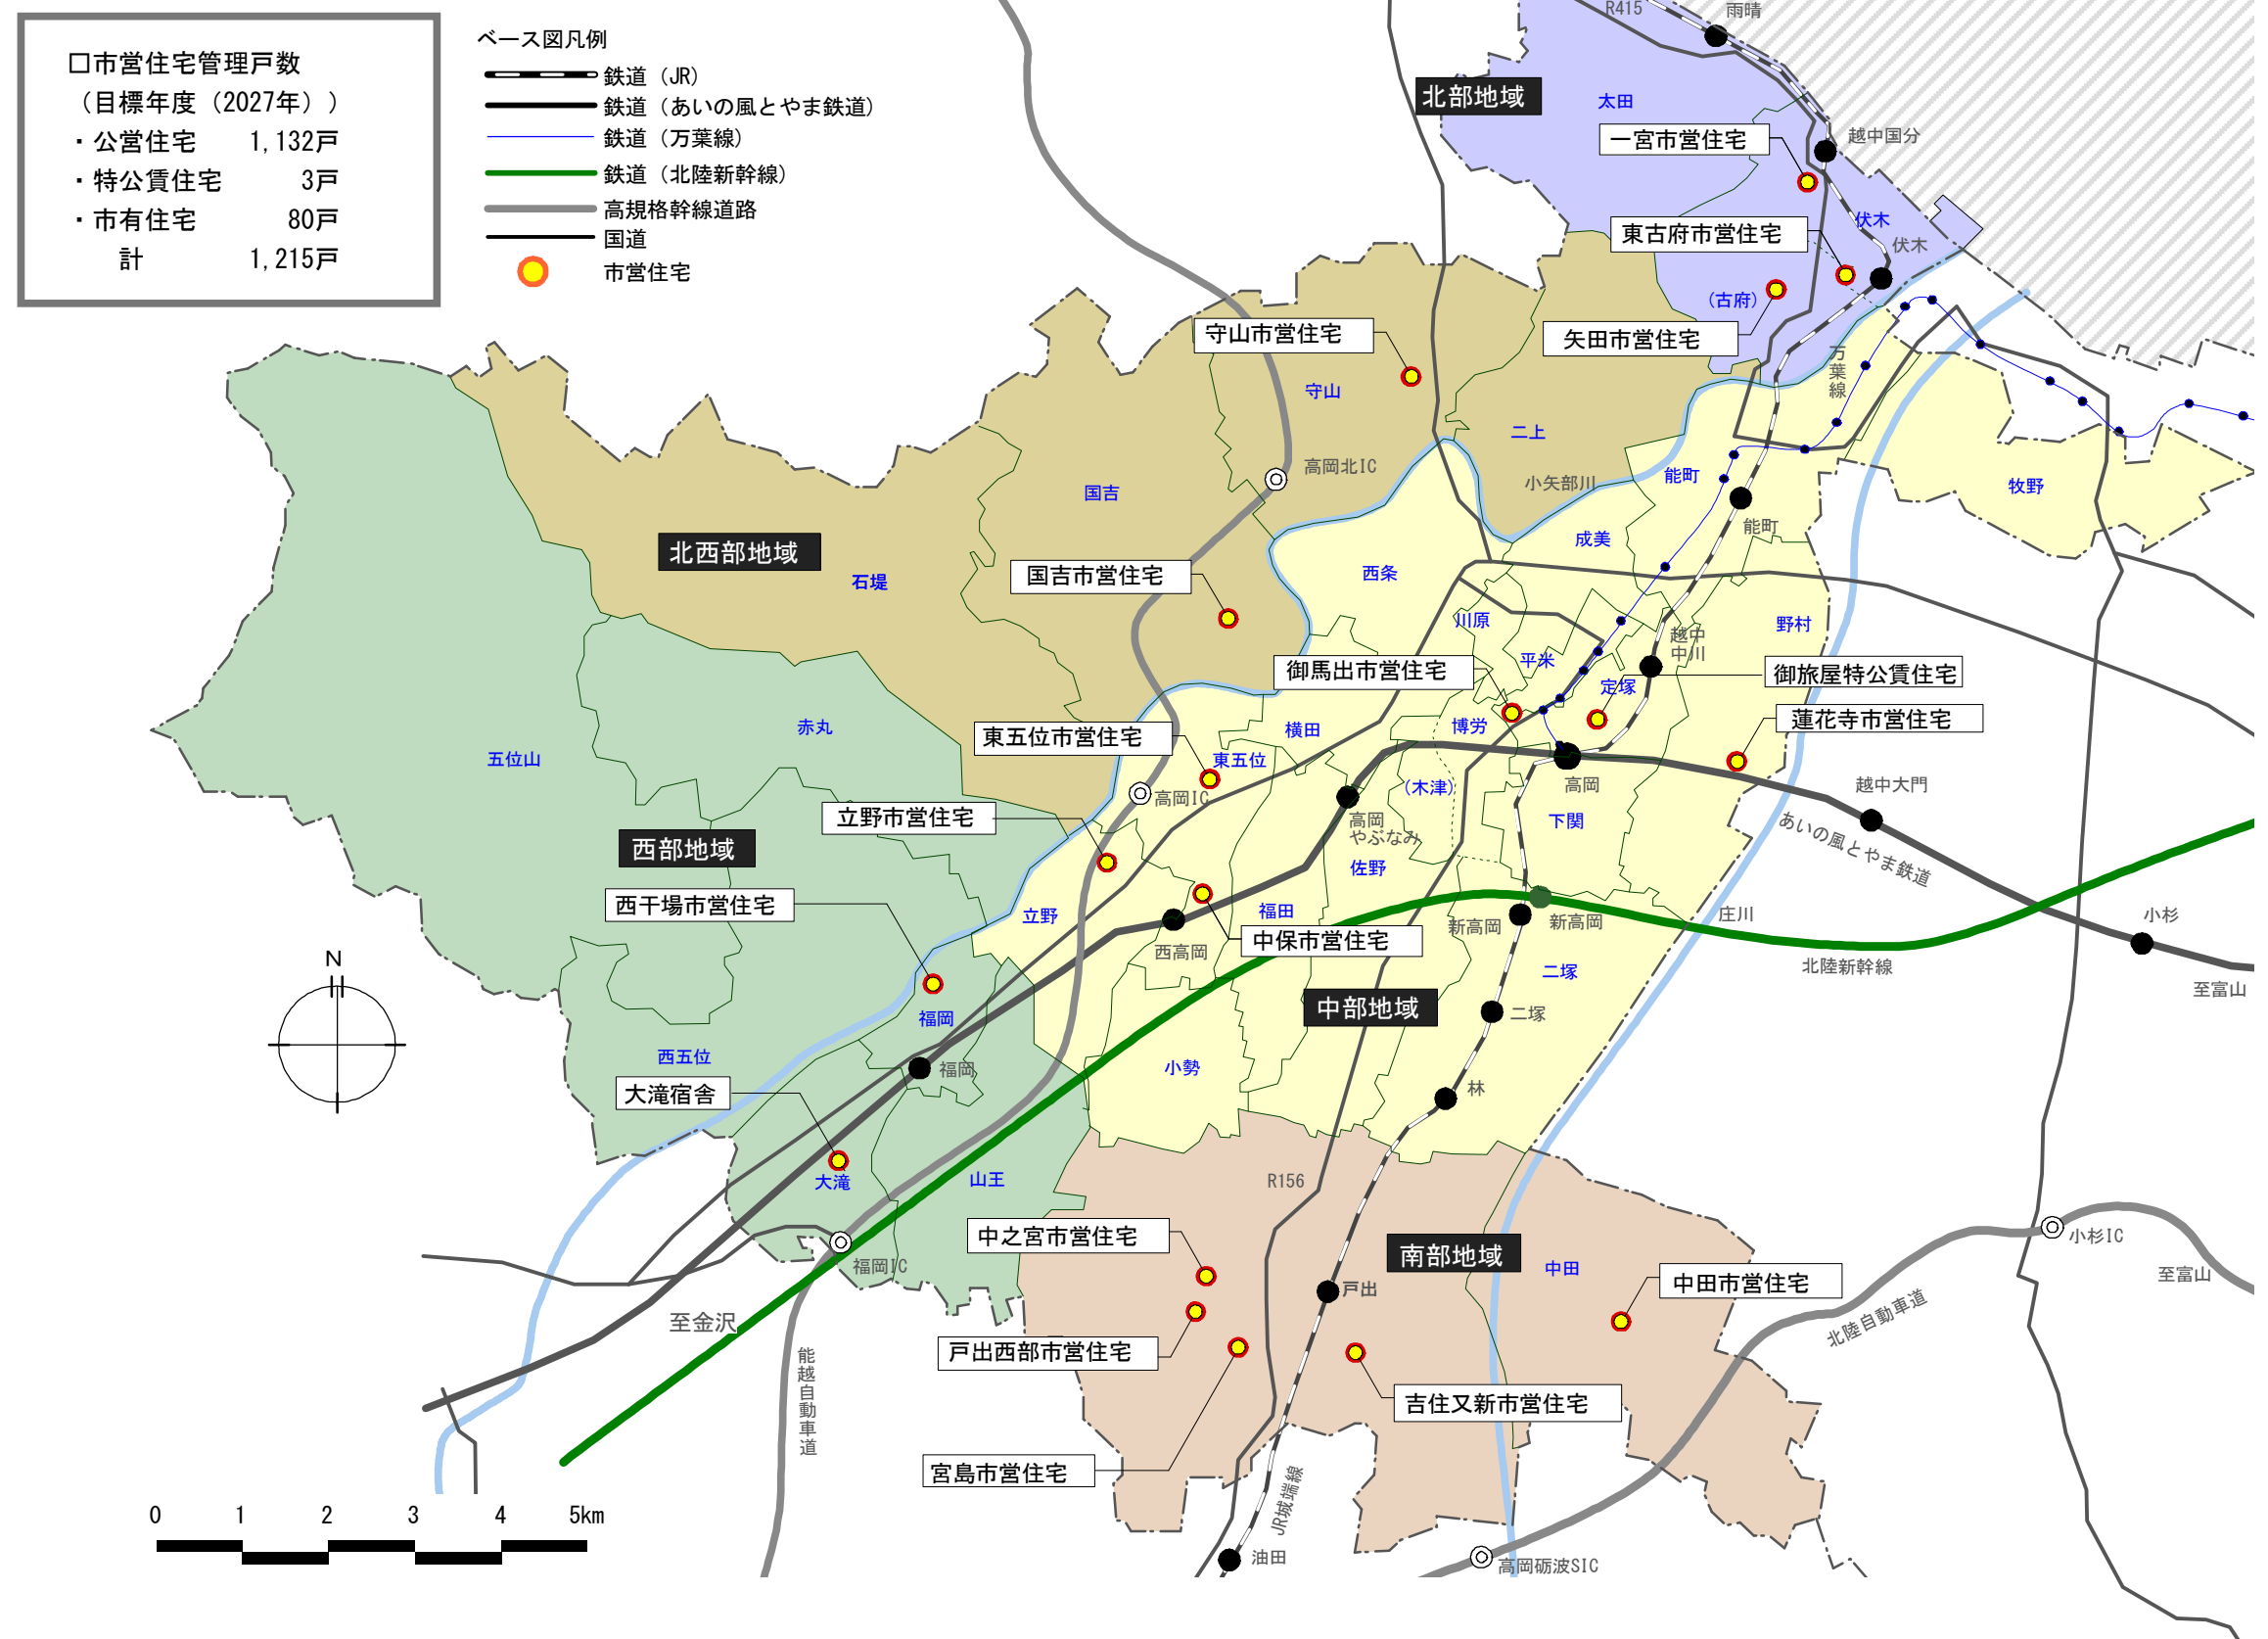 □市営住宅管理戸数
（目標年度（2027年））
・公営住宅 1,132戸
・特公賃住宅 3戸
・市有住宅 80戸
計 1,215戸
ベース図凡例
鉄道（JR）
鉄道（あいの風とやま鉄道）
鉄道（万葉線）
鉄道（北陸新幹線）
高規格幹線道路
国道
市営住宅
R415
雨晴
北部地域
太田
一宮市営住宅
越中国分
東古府市営住宅
伏木
伏木
（古府）
矢田市営住宅
守山市営住宅
万葉線
守山
二上
高岡北IC
小矢部川
能町
牧野
国吉
能町
成美
北西部地域
石堤
国吉市営住宅
西条
川原
野村
越中中川
御馬出市営住宅
平米
定塚
御旅屋特公賃住宅
蓮花寺市営住宅
赤丸
五位山
東五位市営住宅
横田
博労
東五位
（木津）
高岡
高岡IC
越中大門
立野市営住宅
高岡やぶなみ
下関
あいの風とやま鉄道
西部地域
佐野
西干場市営住宅
立野
福田
新高岡
新高岡
庄川
小杉
中保市営住宅
西高岡
北陸新幹線
二塚
至富山
N
中部地域
二塚
福岡
西五位
福岡
小勢
大滝宿舎
林
大滝
山王
R156
中之宮市営住宅
南部地域
小杉IC
福岡IC
中田
至富山
戸出
中田市営住宅
至金沢
北陸自動車道
戸出西部市営住宅
能越自動車道
吉住又新市営住宅
宮島市営住宅
JR城端線
0 1 2 3 4 5km
油田
高岡砺波SIC